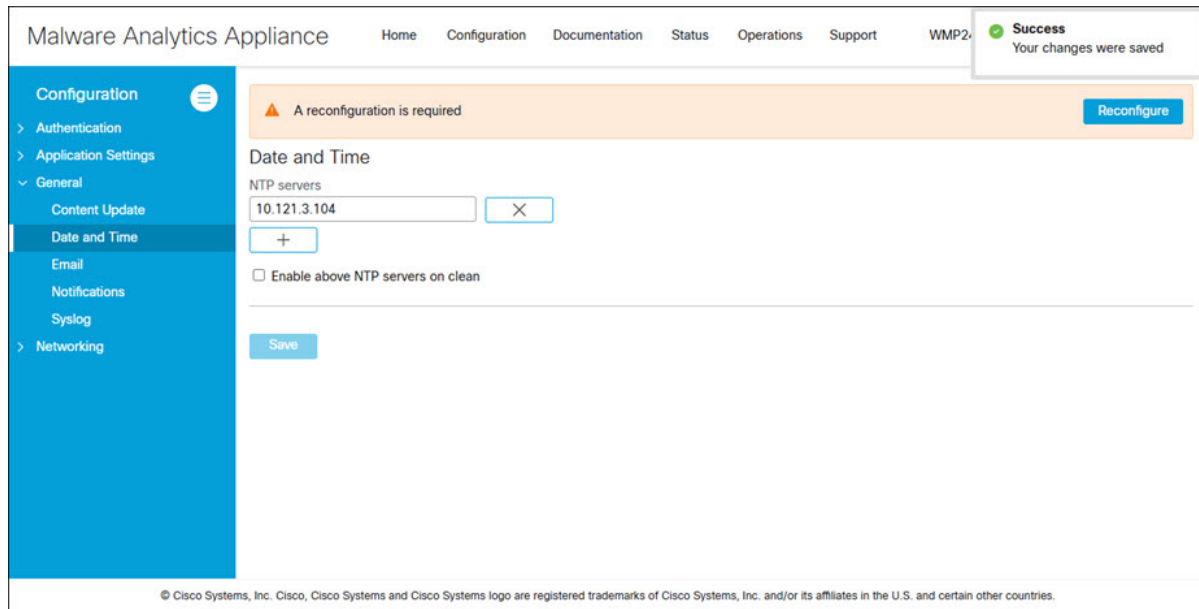 Malware Analytics Appliance
Home Configuration Documentation Status Operations Support WMP24
Success
Your changes were saved
Configuration
Authentication
Application Settings
General
Content Update
Date and Time
Email
Notifications
Syslog
Networking
A reconfiguration is required
Reconfigure
Date and Time
NTP servers
10.121.3.104
Enable above NTP servers on clean
Save
© Cisco Systems, Inc. Cisco, Cisco Systems and Cisco Systems logo are registered trademarks of Cisco Systems, Inc. and/or its affiliates in the U.S. and certain other countries.